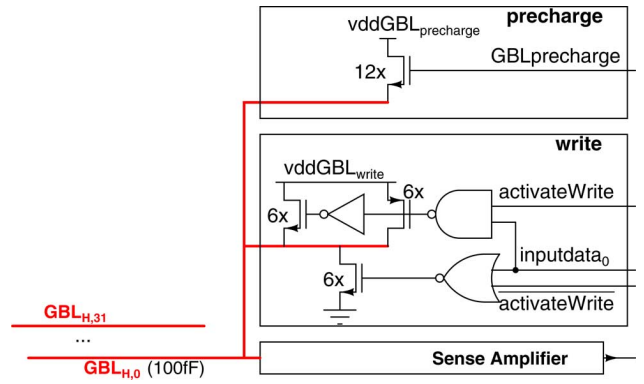 precharge
vddGBLprecharge
GBLprecharge
12x
write
vddGBLwrite
6x
activateWrite
6x
inputdata0
6x
activateWrite
GBLH,31
...
GBLH,0 (100fF)
Sense Amplifier